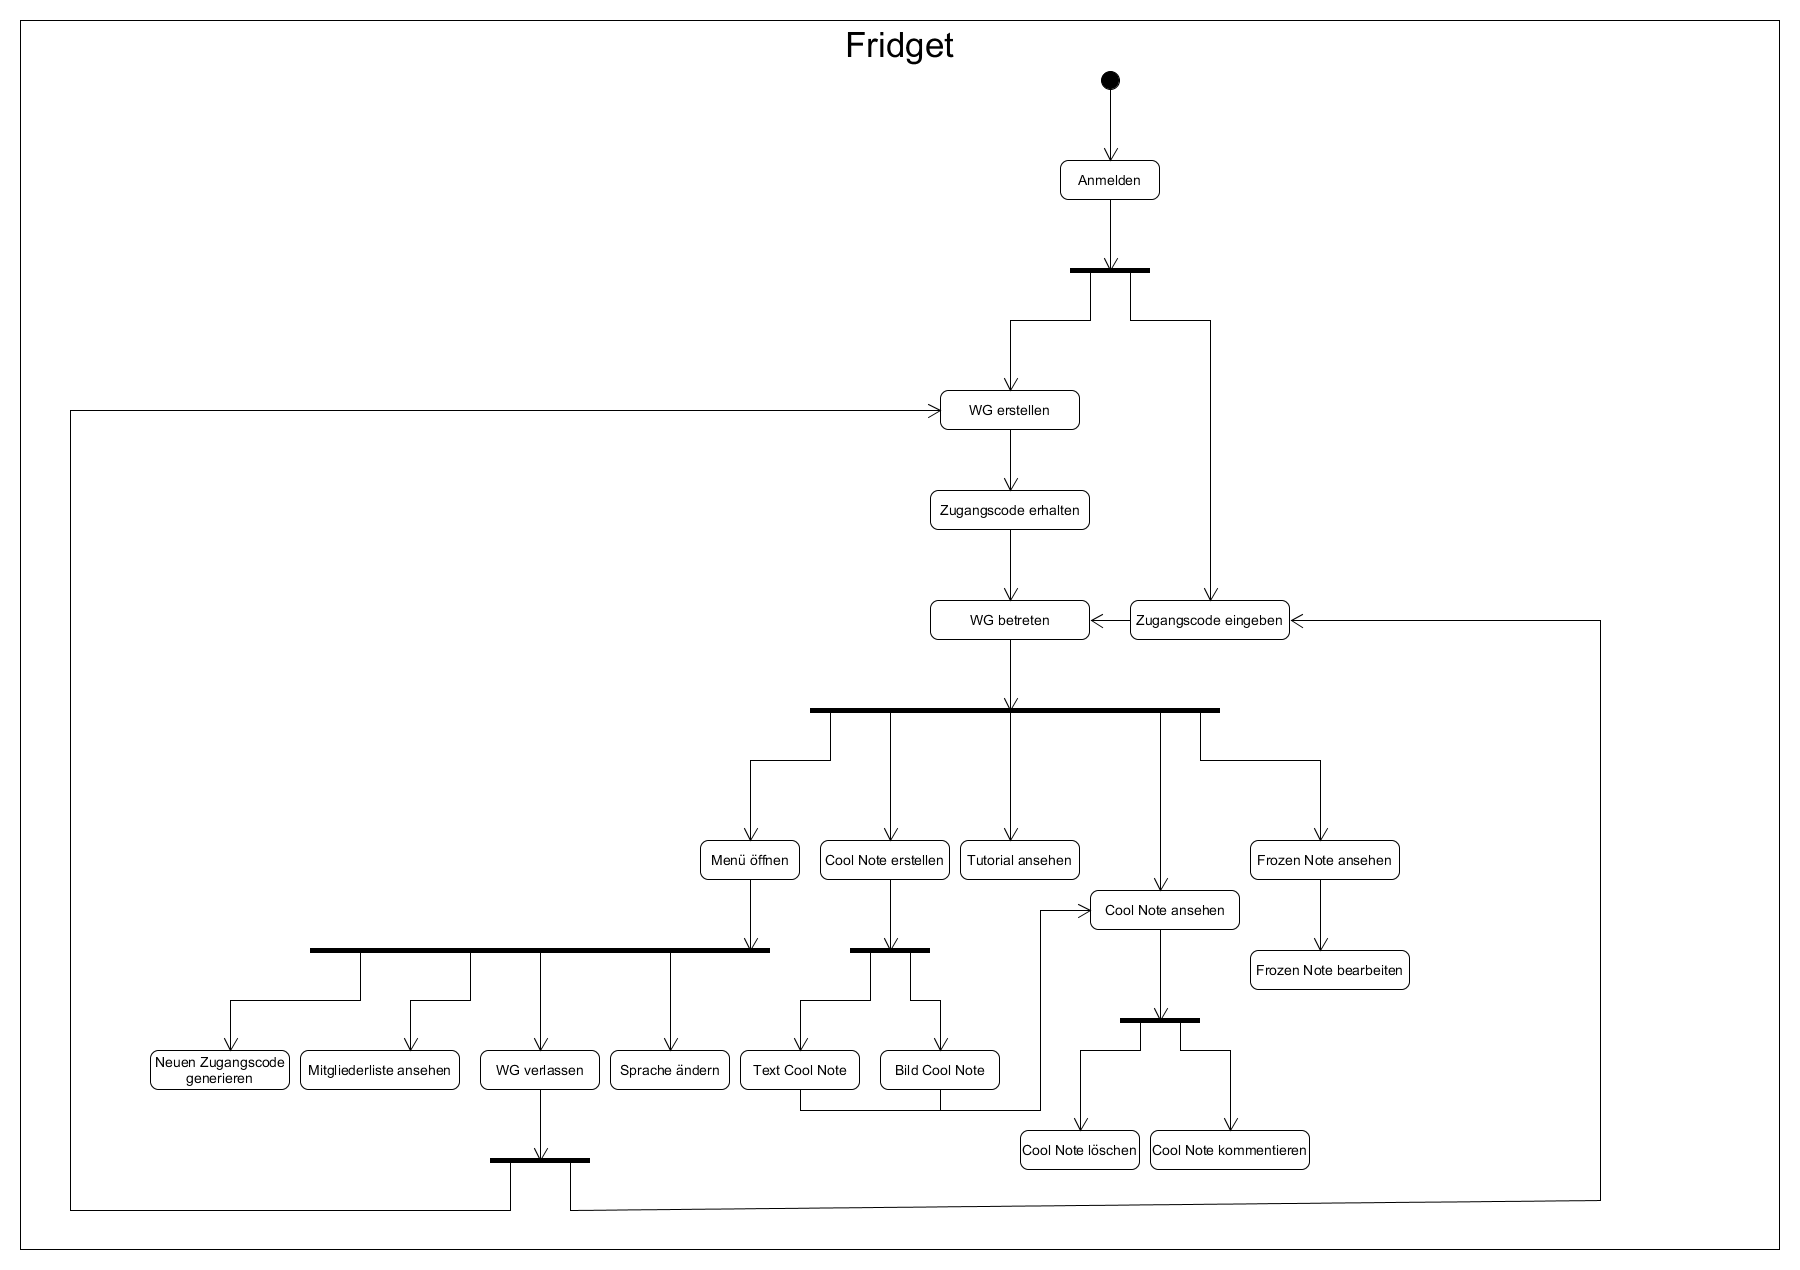 Fridget
Anmelden
WG erstellen
Zugangscode erhalten
WG betreten
Zugangscode eingeben
Menü öffnen
Cool Note erstellen
Tutorial ansehen
Frozen Note ansehen
Cool Note ansehen
Frozen Note bearbeiten
Neuen Zugangscode
generieren
Mitgliederliste ansehen
WG verlassen
Sprache ändern
Text Cool Note
Bild Cool Note
Cool Note löschen
Cool Note kommentieren